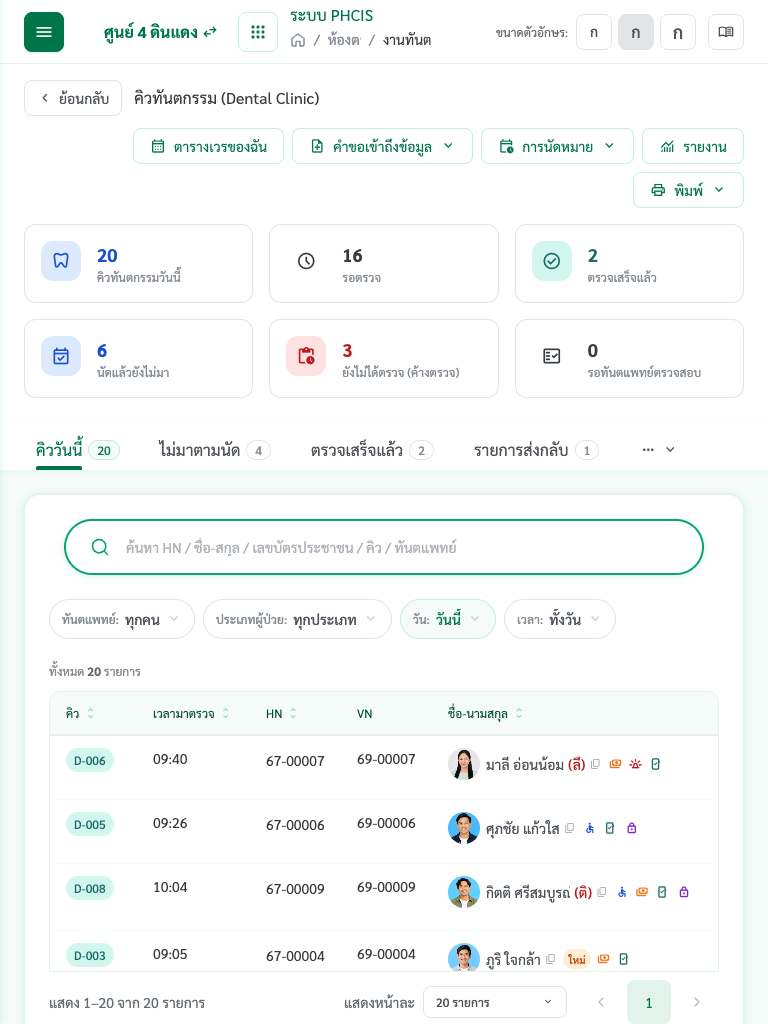 ศูนย์ 4 ดินแดง
ระบบ PHCIS
/ ห้องต / งานทันต
ขนาดตัวอักษร: ก ก ก
ย้อนกลับ
คิวทันตกรรม (Dental Clinic)
ตารางเวรของฉัน
คำขอเข้าถึงข้อมูล
การนัดหมาย
รายงาน
พิมพ์
20
คิวทันตกรรมวันนี้
16
รอตรวจ
2
ตรวจเสร็จแล้ว
6
นัดแล้วยังไม่มา
3
ยังไม่ได้ตรวจ (ค้างตรวจ)
0
รอทันตแพทย์ตรวจสอบ
คิววันนี้ 20
ไม่มาตามนัด 4
ตรวจเสร็จแล้ว 2
รายการส่งกลับ 1
ค้นหา HN / ชื่อ-สกุล / เลขบัตรประชาชน / คิว / ทันตแพทย์
ทันตแพทย์: ทุกคน
ประเภทผู้ป่วย: ทุกประเภท
วัน: วันนี้
เวลา: ทั้งวัน
ทั้งหมด 20 รายการ
คิว เวลามาตรวจ HN VN ชื่อ-นามสกุล
D-006 09:40 67-00007 69-00007 มาลี อ่อนน้อม (ลี)
D-005 09:26 67-00006 69-00006 ศุภชัย แก้วใส
D-008 10:04 67-00009 69-00009 กิตติ ศรีสมบูรณ์ (ติ)
D-003 09:05 67-00004 69-00004 ภูริ ใจกล้า ใหม่
แสดง 1–20 จาก 20 รายการ
แสดงหน้าละ 20 รายการ
1